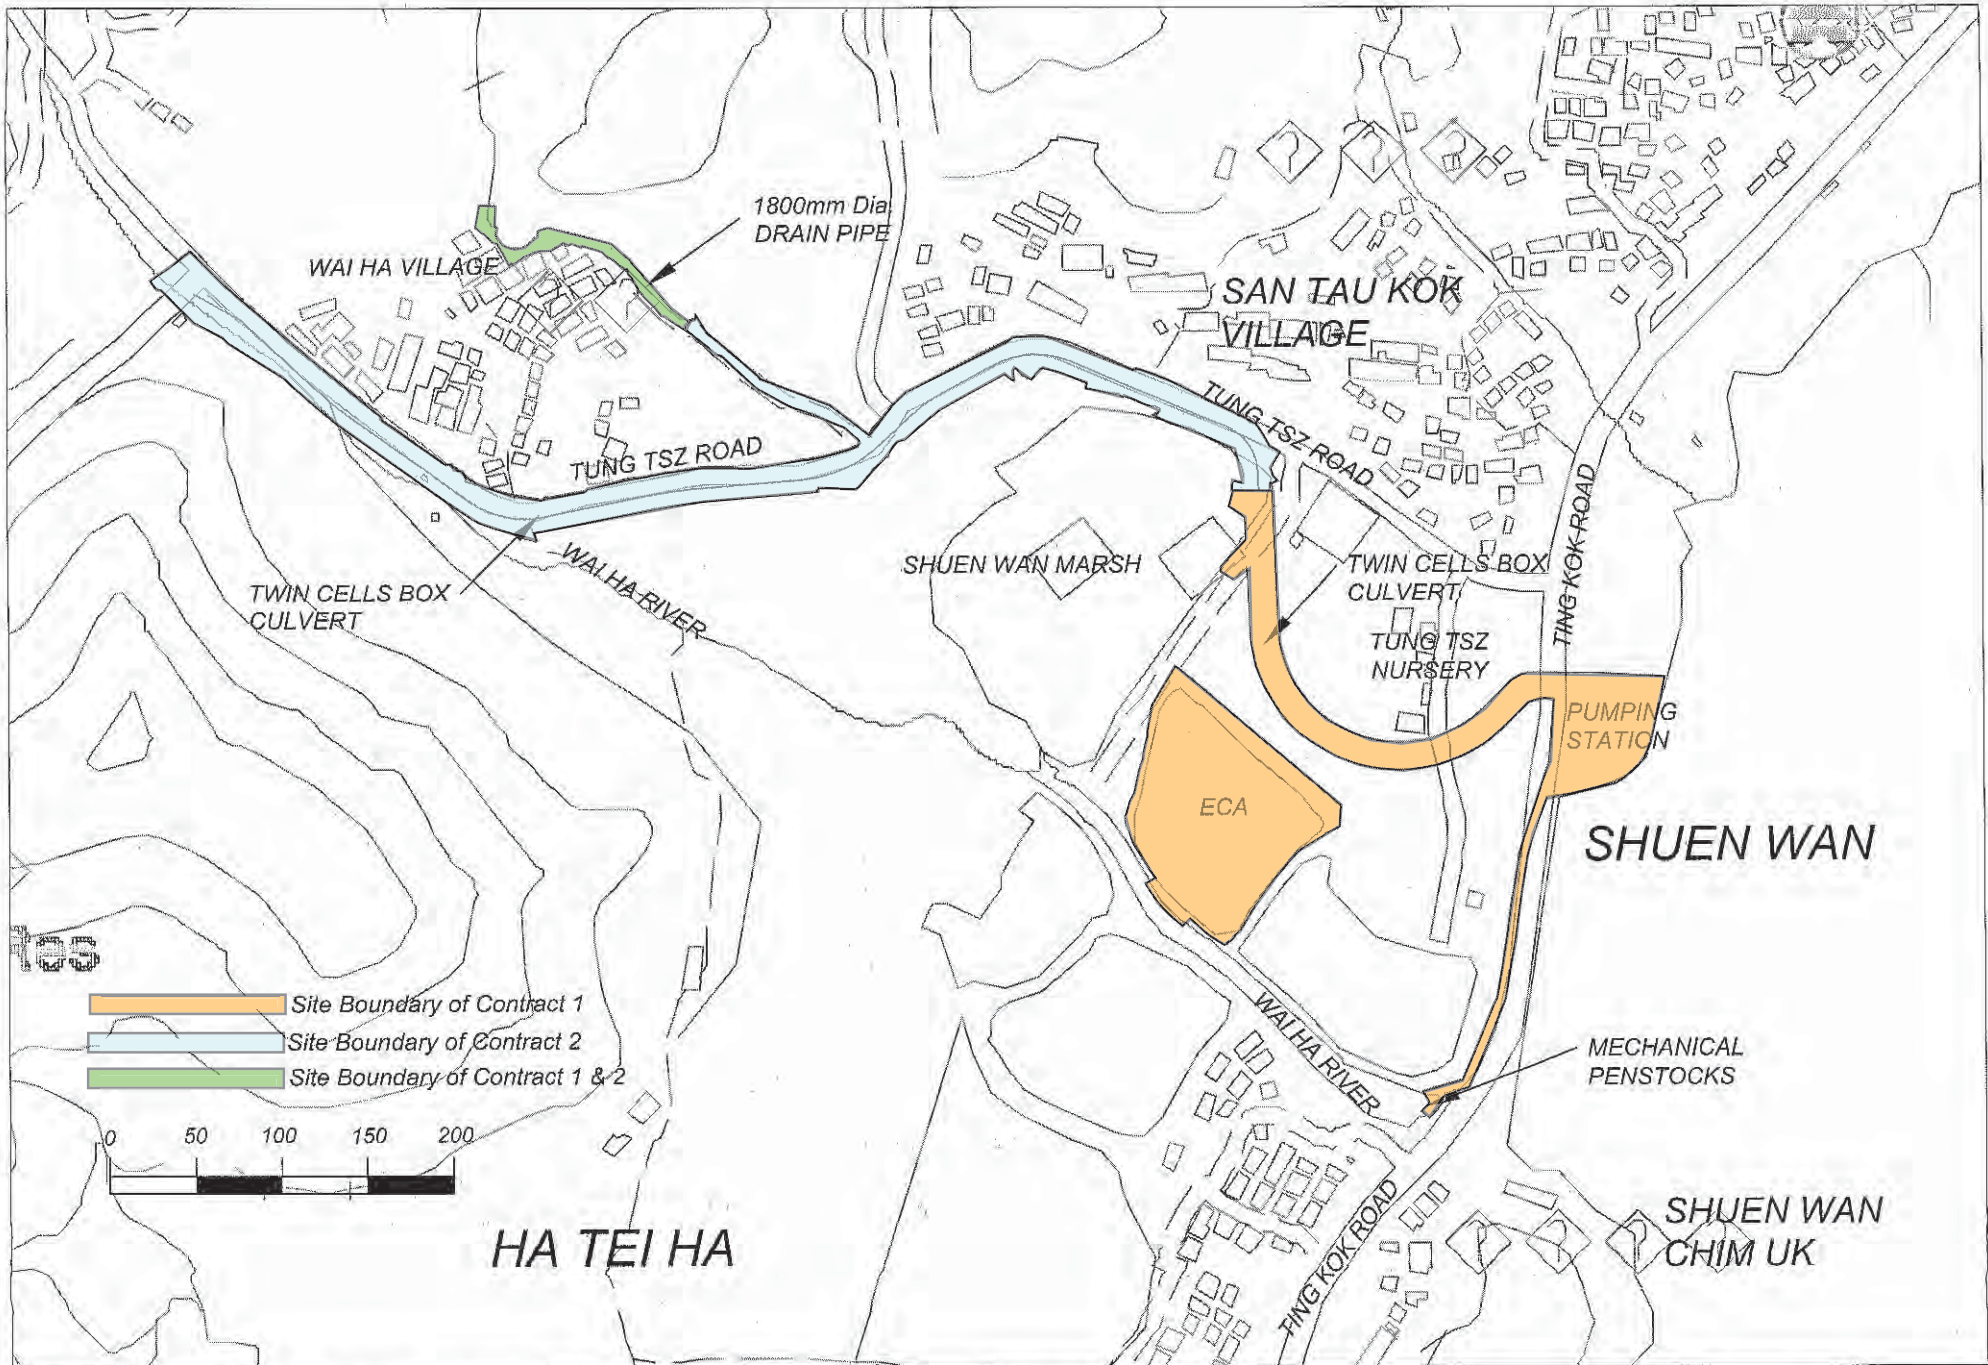 1800mm Dia.
DRAIN PIPE
WAI HA VILLAGE
SAN TAU KOK
VILLAGE
TUNG TSZ ROAD
TUNG TSZ ROAD
TING KOK ROAD
SHUEN WAN MARSH
TWIN CELLS BOX
CULVERT
TWIN CELLS BOX
CULVERT
WAI HA RIVER
TUNG TSZ
NURSERY
PUMPING
STATION
ECA
SHUEN WAN
Site Boundary of Contract 1
Site Boundary of Contract 2
Site Boundary of Contract 1 & 2
WAI HA RIVER
MECHANICAL
PENSTOCKS
0 50 100 150 200
HA TEI HA
TING KOK ROAD
SHUEN WAN
CHIM UK